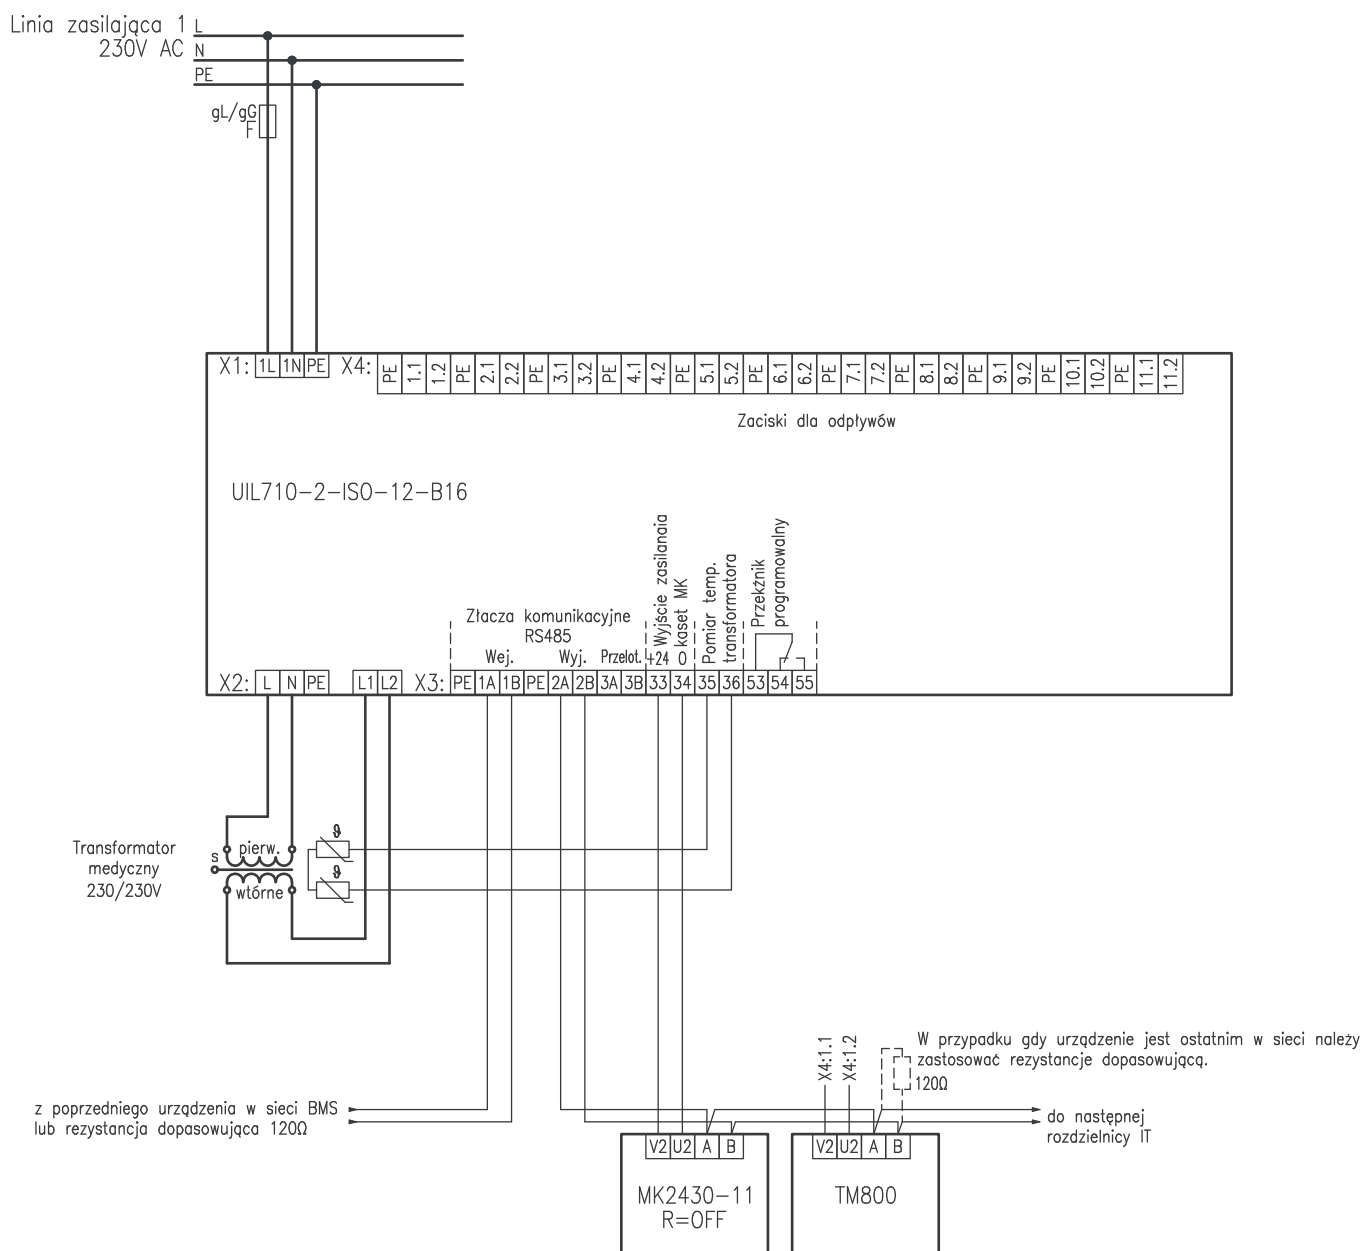 Linia zasilająca 1 L
230V AC N
PE
gL/gG
F
X1: 1L 1N PE X4: PE 1.1 1.2 PE 2.1 2.2 PE 3.1 3.2 PE 4.1 4.2 PE 5.1 5.2 PE 6.1 6.2 PE 7.1 7.2 PE 8.1 8.2 PE 9.1 9.2 PE 10.1 10.2 PE 11.1 11.2
Zaciski dla odpływów
UIL710-2-ISO-12-B16
Złącza komunikacyjne
RS485
Wej. Wyj. Przelot. +24 0
Wyjście zasilanaia
kaset MK
Pomiar temp.
transformatora
Przekźnik
programowalny
X2: L N PE L1 L2 X3: PE 1A 1B PE 2A 2B 3A 3B 33 34 35 36 53 54 55
Transformator
medyczny
230/230V
s
pierw.
wtórne
ϑ
ϑ
X4:1.1
X4:1.2
W przypadku gdy urządzenie jest ostatnim w sieci należy
zastosować rezystancje dopasowującą.
120Ω
z poprzedniego urządzenia w sieci BMS
lub rezystancja dopasowująca 120Ω
do następnej
rozdzielnicy IT
V2 U2 A B
MK2430-11
R=OFF
V2 U2 A B
TM800